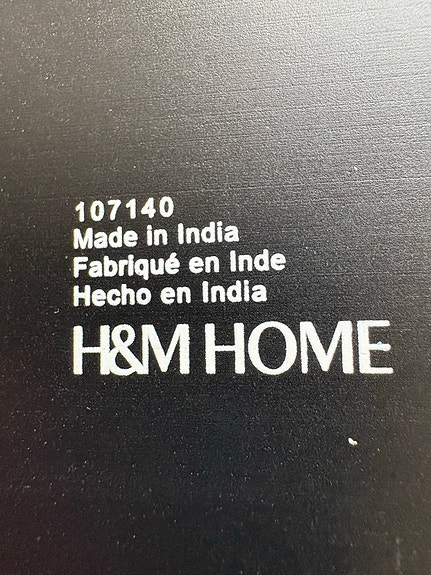 107140
Made in India
Fabriqué en Inde
Hecho en India
H&M HOME